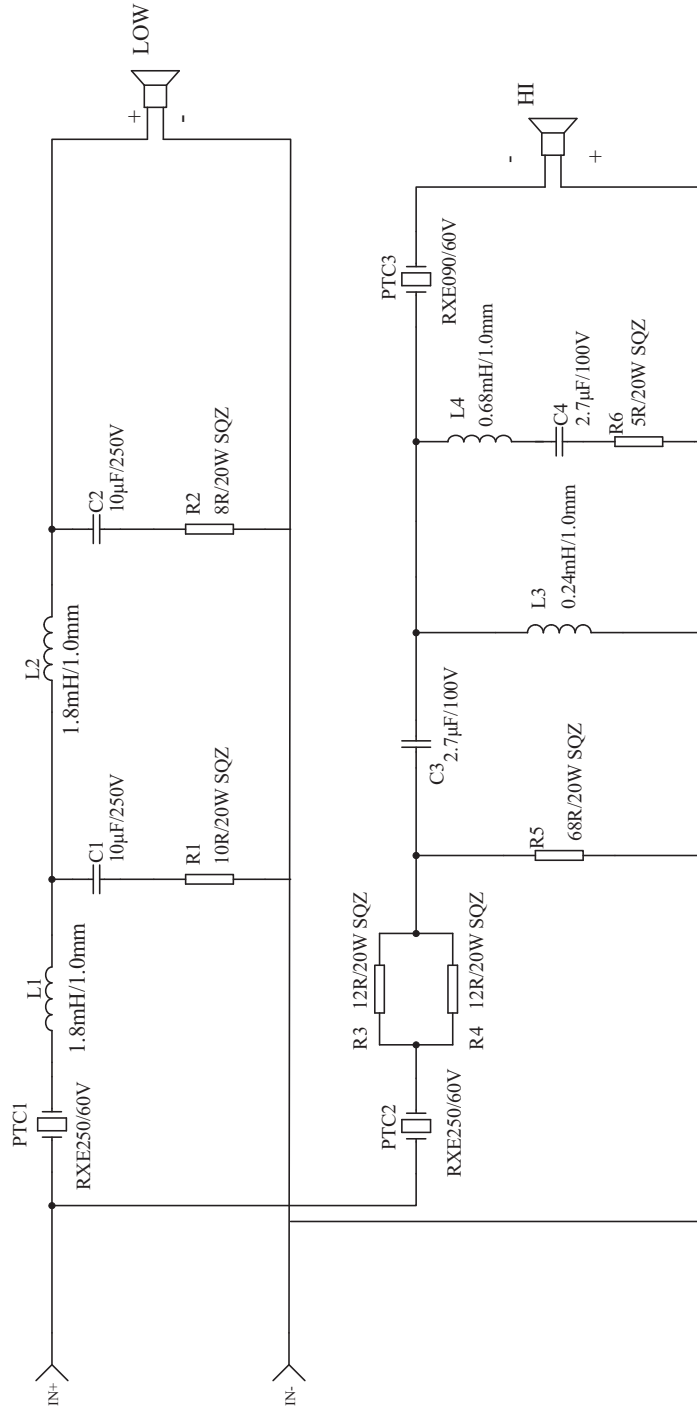 LOW
+
-
HI
-
+
PTC3
RXE090/60V
L4
0.68mH/1.0mm
C4
2.7µF/100V
R6
5R/20W SQZ
C2
10µF/250V
R2
8R/20W SQZ
L3
0.24mH/1.0mm
L2
1.8mH/1.0mm
C3
2.7µF/100V
C1
10µF/250V
R1
10R/20W SQZ
R5
68R/20W SQZ
L1
1.8mH/1.0mm
R3
12R/20W SQZ
R4
12R/20W SQZ
PTC1
RXE250/60V
PTC2
RXE250/60V
IN+
IN-